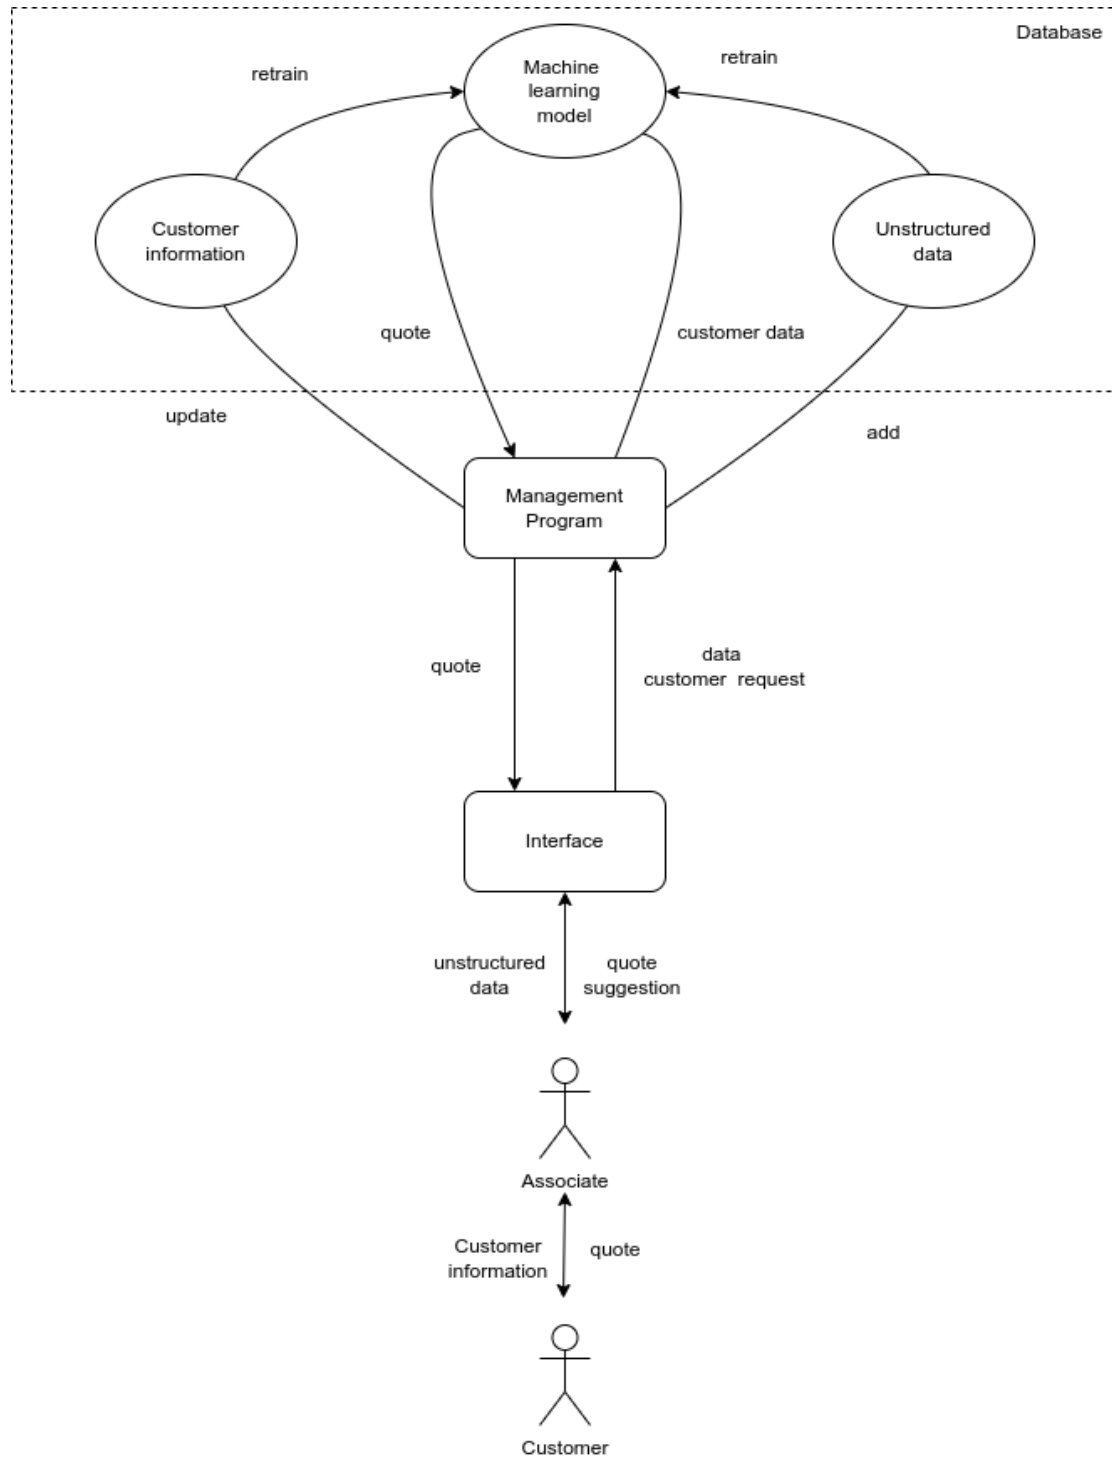 Database
retrain
Machine
learning
model
retrain
Customer
information
Unstructured
data
quote
customer data
update
add
Management
Program
quote
data
customer request
Interface
unstructured
data
quote
suggestion
Associate
Customer
information
quote
Customer